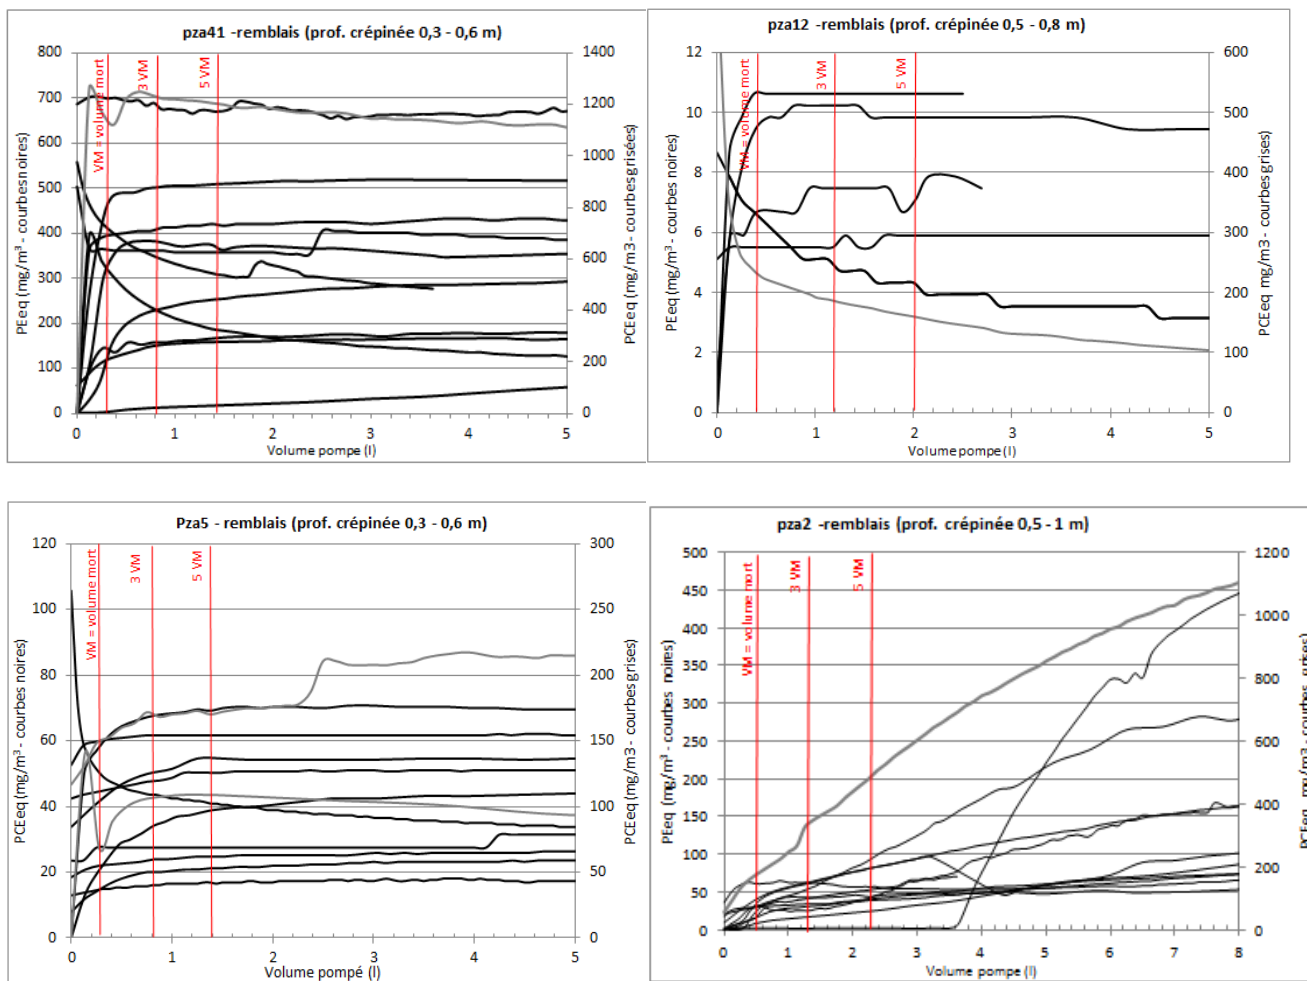 pza41 -remblais (prof. crépinée 0,3 - 0,6 m)
800
700
600
500
400
300
200
100
0
1400
1200
1000
800
600
400
200
0
PEeq (mg/m³ - courbes noires)
PCEeq (mg/m3 - courbes grisées)
VM = volume mort
3 VM
5 VM
0 1 2 3 4 5
Volume pompe (l)
pza12 -remblais (prof. crépinée 0,5 - 0,8 m)
12
10
8
6
4
2
0
600
500
400
300
200
100
0
PEeq (mg/m³ - courbes noires)
PCEeq mg/m3 - courbes grises)
VM = volume mort
3 VM
5 VM
0 1 2 3 4 5
Volume pompe (l)
Pza5 - remblais (prof. crépinée 0,3 - 0,6 m)
120
100
80
60
40
20
0
300
250
200
150
100
50
0
PCEeq (mg/m³ - courbes noires)
PCEeq (mg/m3 - courbes grises)
VM = volume mort
3 VM
5 VM
0 1 2 3 4 5
Volume pompé (l)
pza2 -remblais (prof. crépinée 0,5 - 1 m)
500
450
400
350
300
250
200
150
100
50
0
1200
1000
800
600
400
200
0
PEeq (mg/m³ - courbes noires)
PCEeq mg/m3 - courbes grises)
VM = volume mort
3 VM
5 VM
0 1 2 3 4 5 6 7 8
Volume pompe (l)